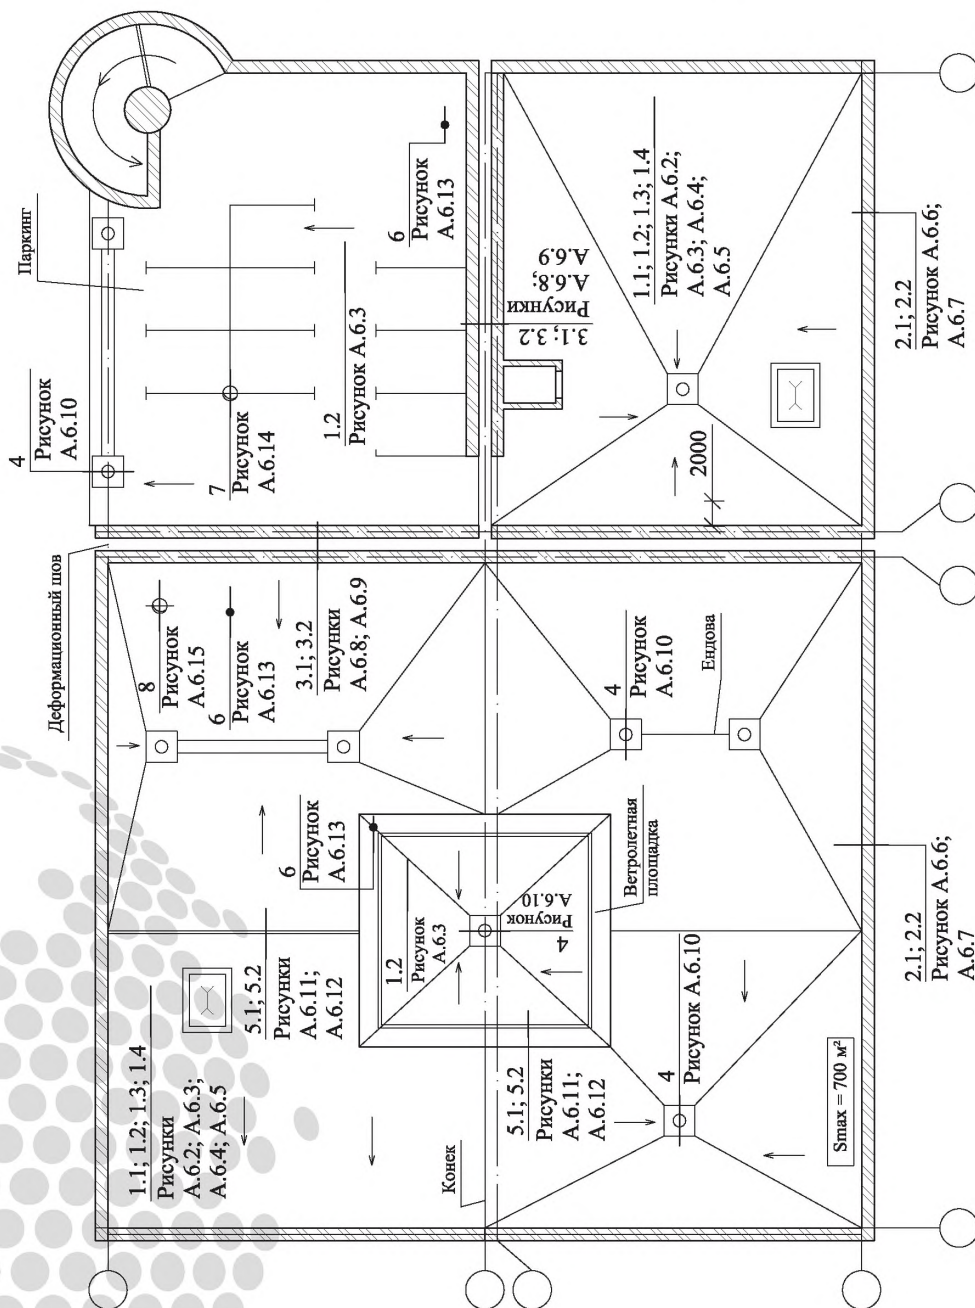 Паркинг
4
Рисунок
А.6.10
7
Рисунок
А.6.14
1.2
Рисунок А.6.3
6
Рисунок
А.6.13
3.1; 3.2
Рисунки
А.6.8;
А.6.9
1.1; 1.2; 1.3; 1.4
Рисунки А.6.2;
А.6.3; А.6.4;
А.6.5
2000
2.1; 2.2
Рисунок А.6.6;
А.6.7
Деформационный шов
8
Рисунок
А.6.15
6
Рисунок
А.6.13
3.1; 3.2
Рисунки
А.6.8; А.6.9
4
Рисунок
А.6.10
Ендова
6
Рисунок
А.6.13
Ветролетная
площадка
1.2
Рисунок
А.6.3
4
Рисунок
А.6.10
5.1; 5.2
Рисунки
А.6.11;
А.6.12
1.1; 1.2; 1.3; 1.4
Рисунки
А.6.2; А.6.3;
А.6.4; А.6.5
5.1; 5.2
Рисунки
А.6.11;
А.6.12
4
Рисунок А.6.10
2.1; 2.2
Рисунок А.6.6;
А.6.7
Конек
Smax = 700 м²